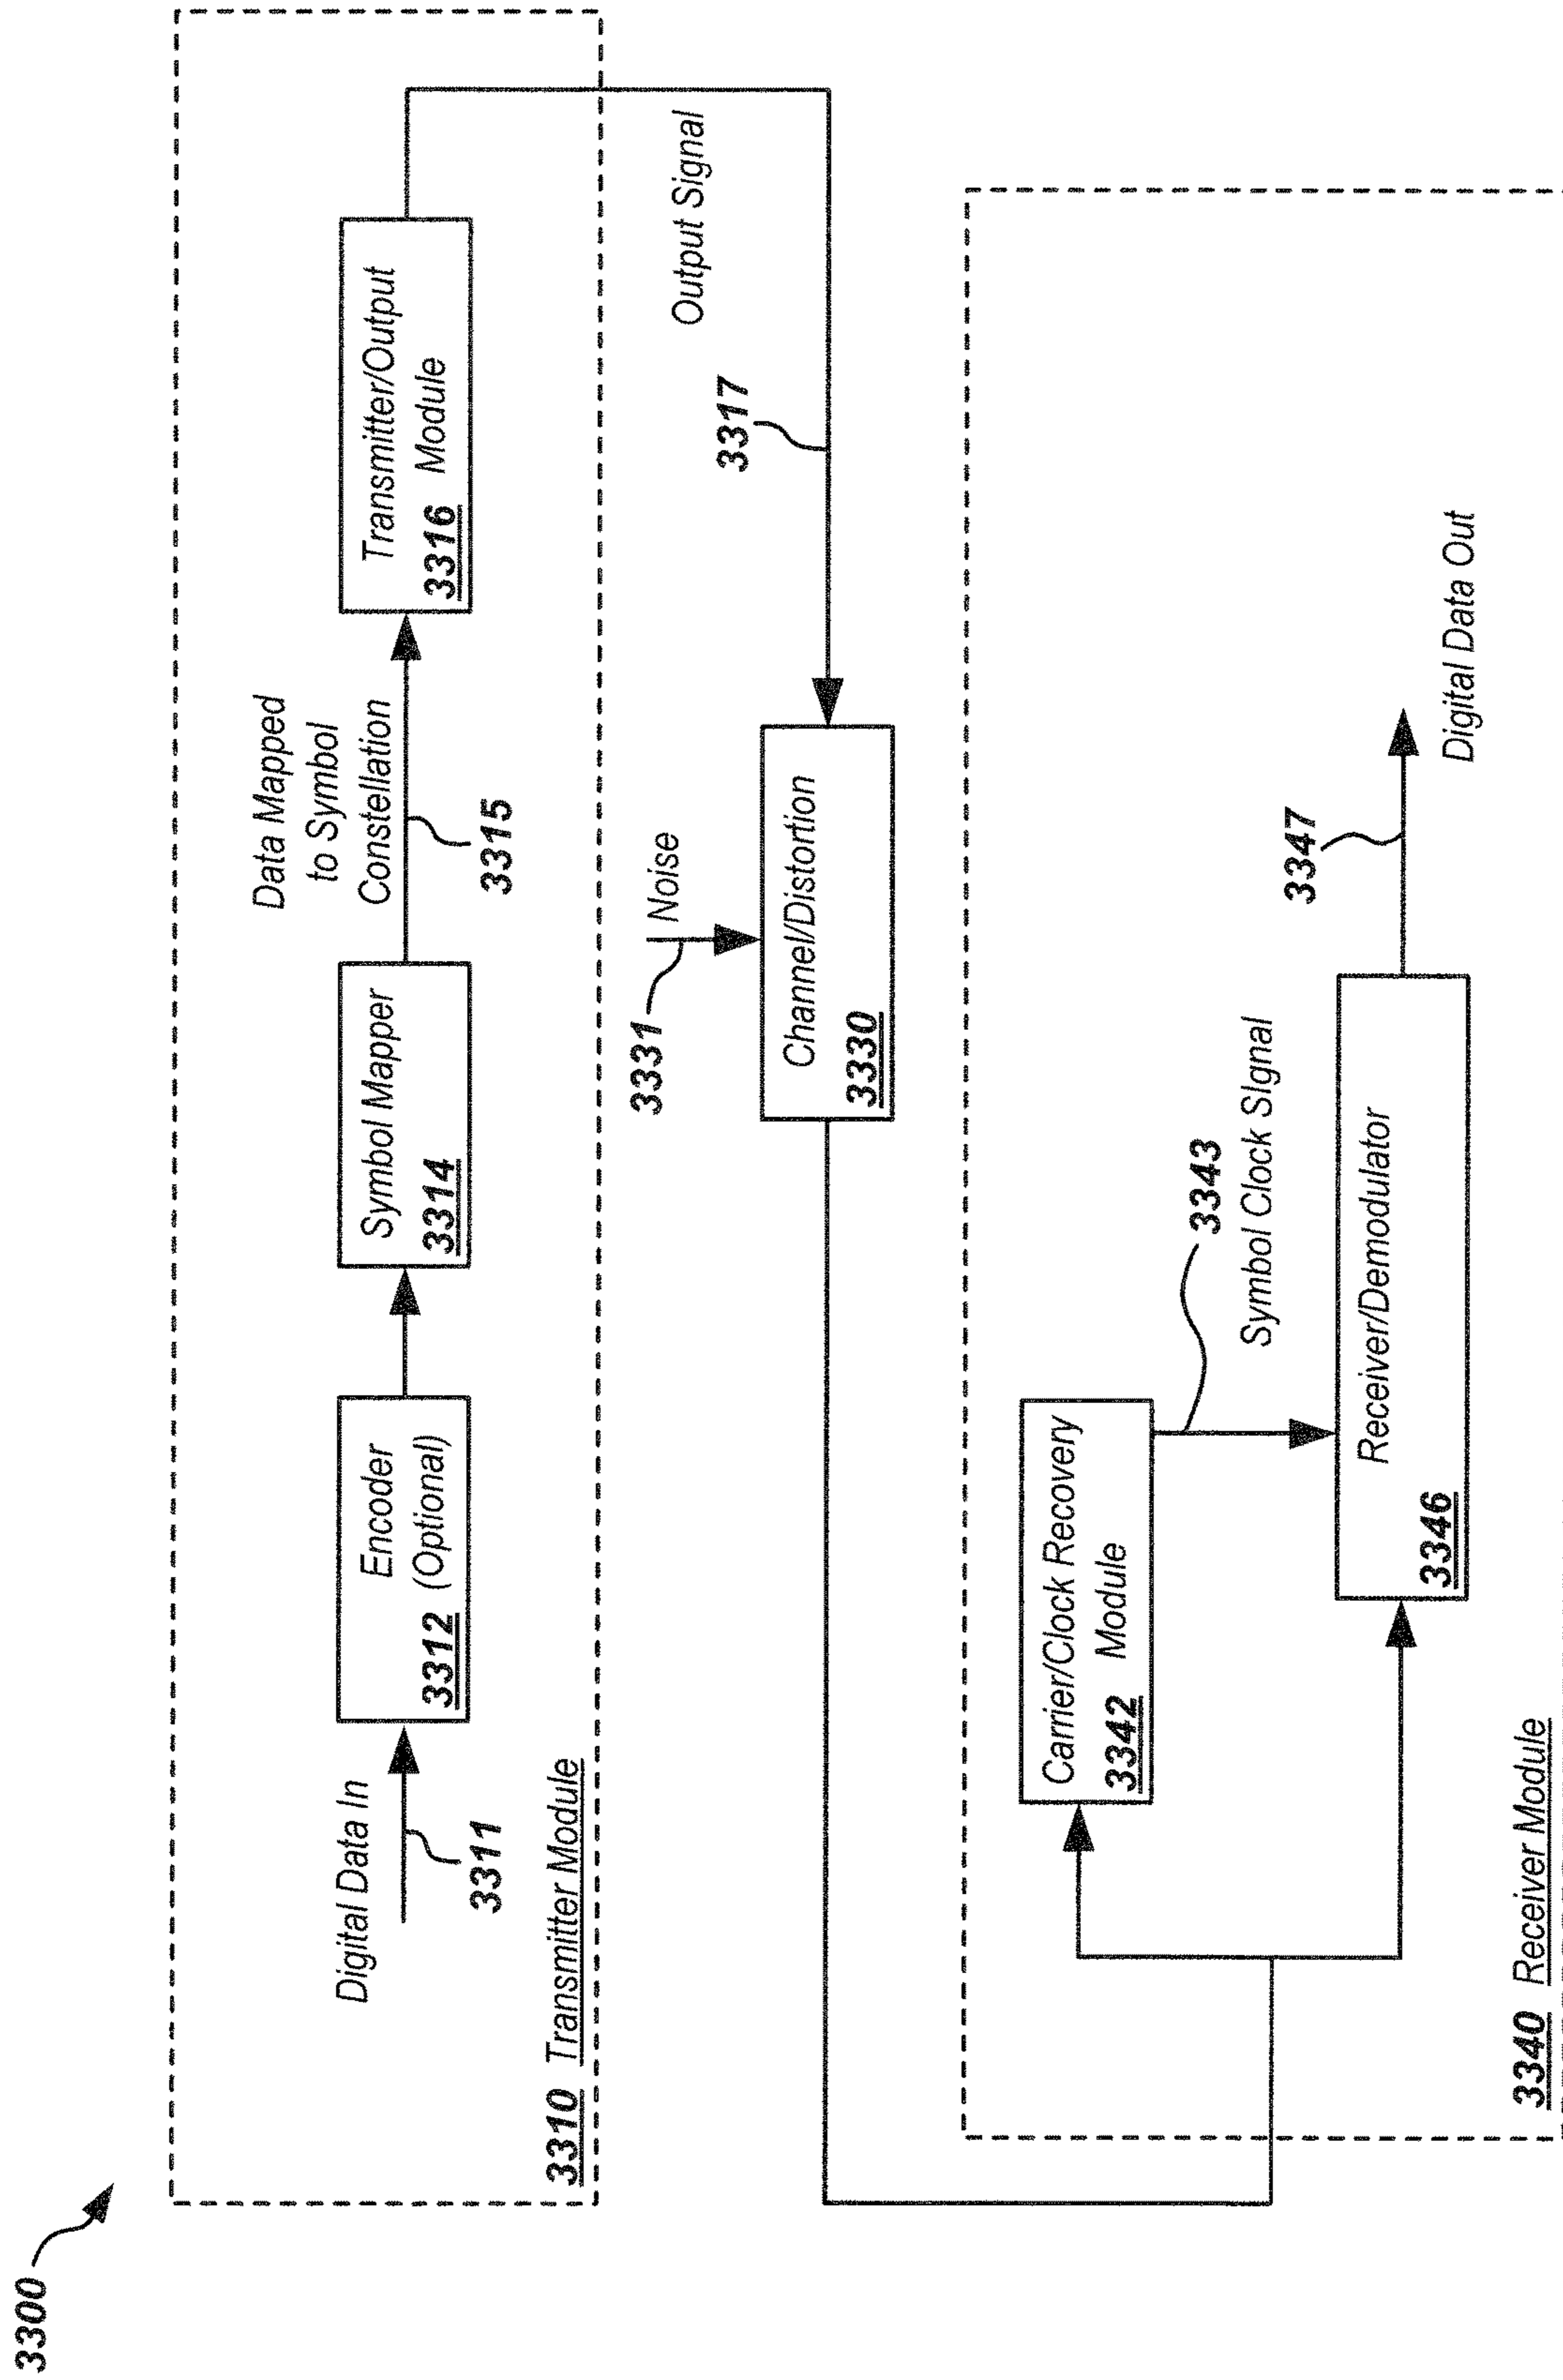 3300
Digital Data In
3311
Encoder
3312 (Optional)
Symbol Mapper
3314
Data Mapped
to Symbol
Constellation
3315
Transmitter/Output
3316 Module
3310 Transmitter Module
Output Signal
3317
3331
Noise
Channel/Distortion
3330
Carrier/Clock Recovery
3342 Module
3343
Symbol Clock SIgnal
Receiver/Demodulator
3346
3347
Digital Data Out
3340 Receiver Module